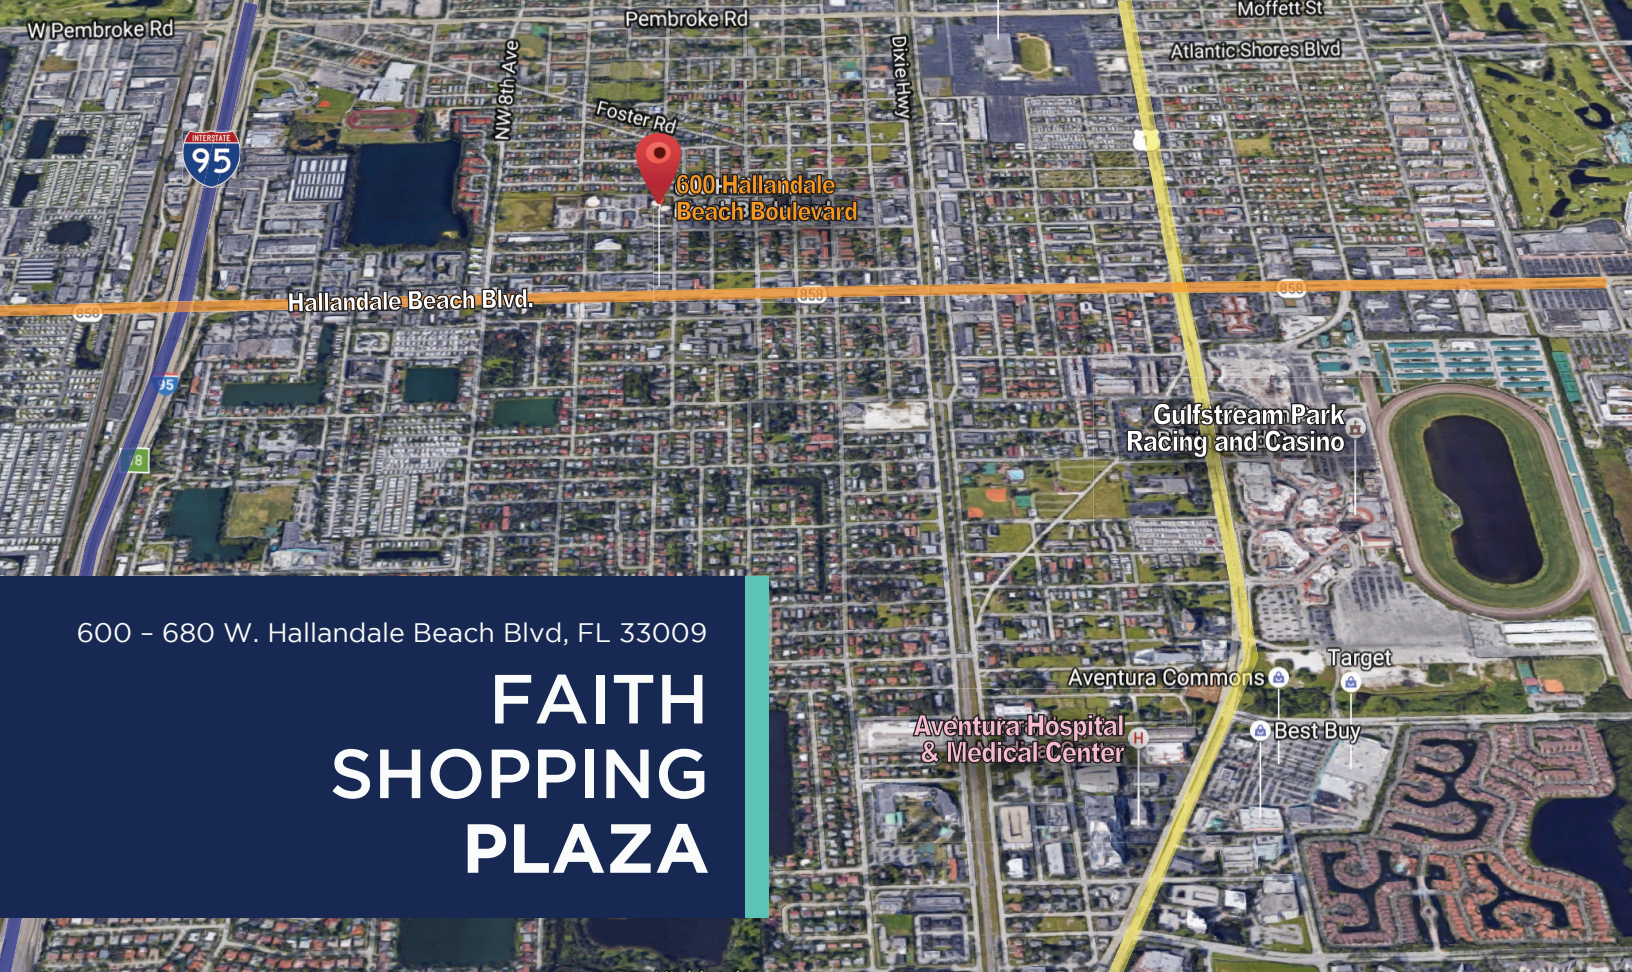 W Pembroke Rd
Pembroke Rd
Moffett St
Atlantic Shores Blvd
NW 8th Ave
Dixie Hwy
Foster Rd
INTERSTATE
95
600 Hallandale
Beach Boulevard
Hallandale Beach Blvd.
858
858
858
95
Gulfstream Park
Racing and Casino
600 – 680 W. Hallandale Beach Blvd, FL 33009
FAITH
SHOPPING
PLAZA
Aventura Commons
Target
Best Buy
Aventura Hospital
& Medical Center
H